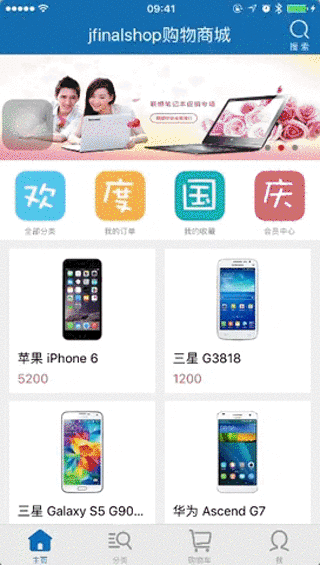 09:41
jfinalshop购物商城
搜 索
联想笔记本促销专场
欢 度 国 庆
全部分类 我的订单 我的收藏 会员中心
苹果 iPhone 6
5200
三星 G3818
1200
三星 Galaxy S5 G90...
华为 Ascend G7
主页 分类 购物车 我